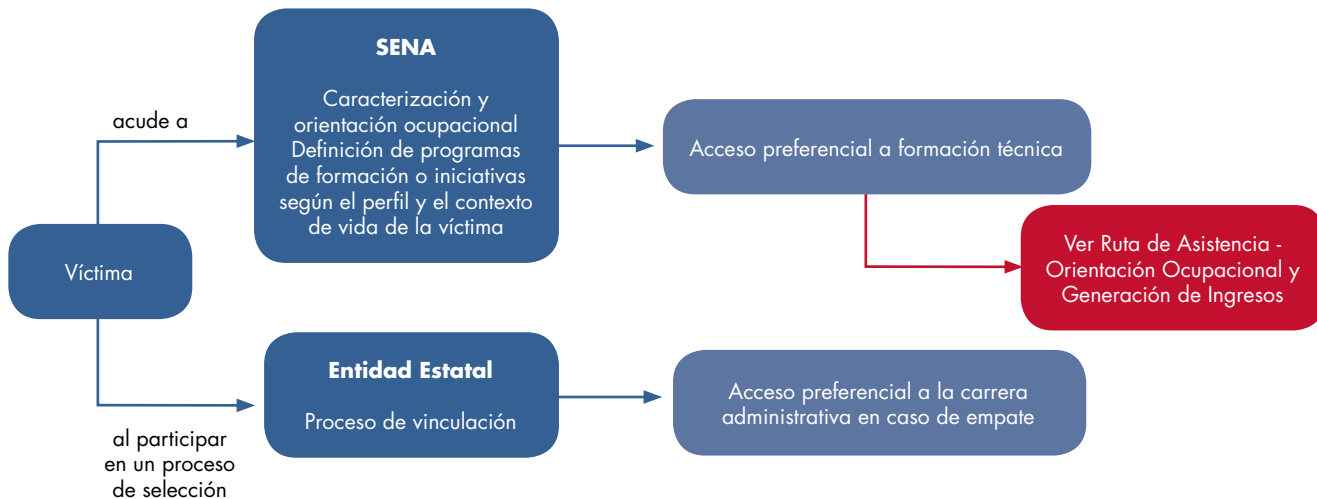 SENA
Caracterización y
orientación ocupacional
Definición de programas
de formación o iniciativas
según el perfil y el contexto
de vida de la víctima
acude a
Acceso preferencial a formación técnica
Víctima
Ver Ruta de Asistencia -
Orientación Ocupacional y
Generación de Ingresos
Entidad Estatal
Proceso de vinculación
Acceso preferencial a la carrera
administrativa en caso de empate
al participar
en un proceso
de selección